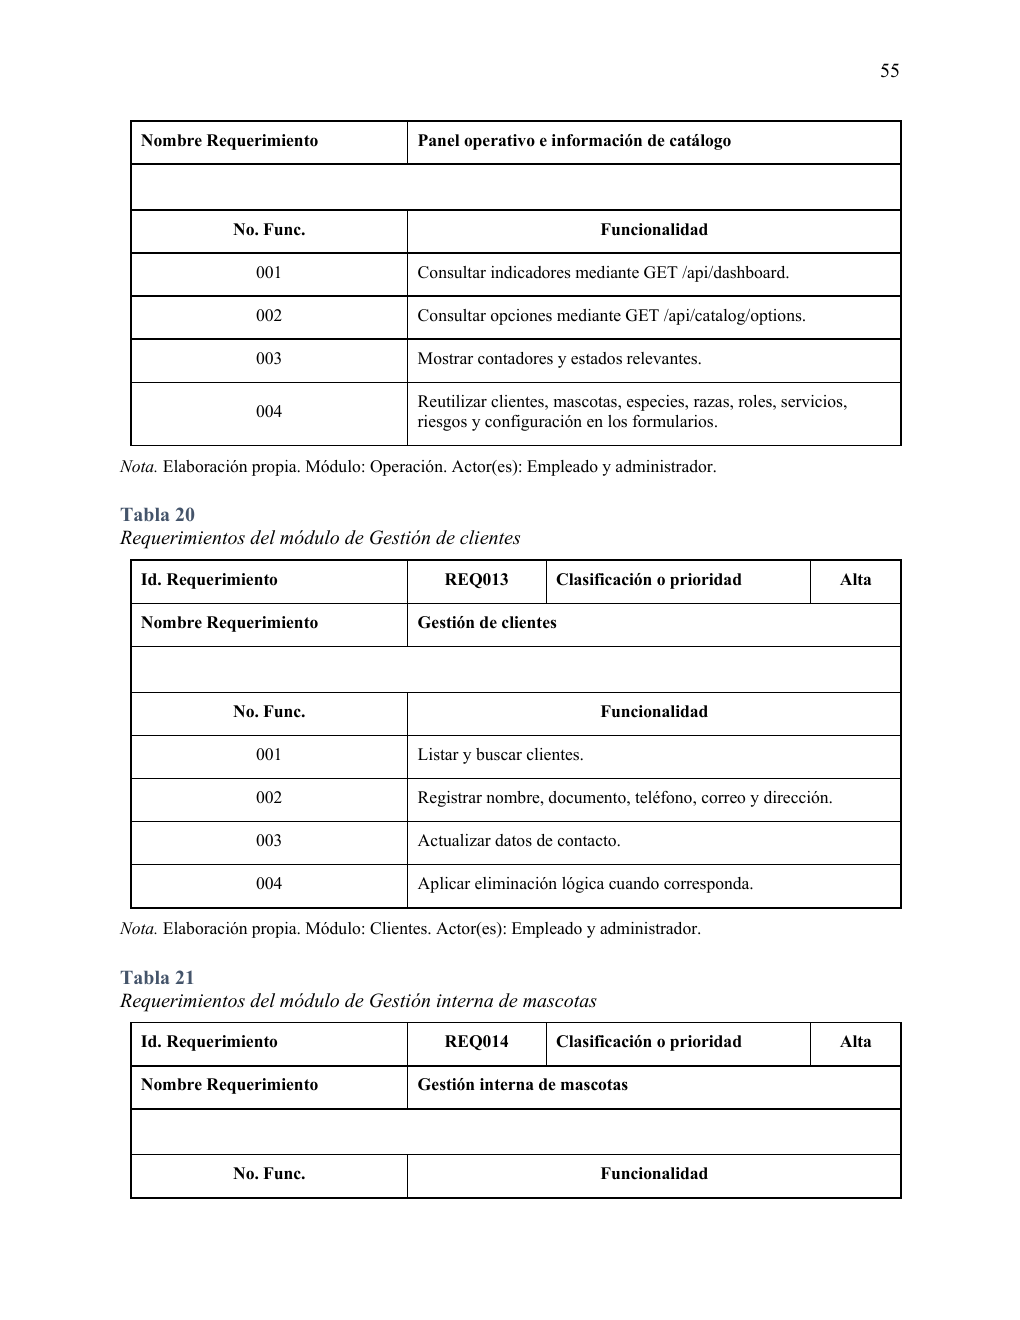 55
Nombre Requerimiento Panel operativo e información de catálogo
No. Func. Funcionalidad
001 Consultar indicadores mediante GET /api/dashboard.
002 Consultar opciones mediante GET /api/catalog/options.
003 Mostrar contadores y estados relevantes.
004 Reutilizar clientes, mascotas, especies, razas, roles, servicios,
riesgos y configuración en los formularios.
Nota. Elaboración propia. Módulo: Operación. Actor(es): Empleado y administrador.
Tabla 20
Requerimientos del módulo de Gestión de clientes
Id. Requerimiento REQ013 Clasificación o prioridad Alta
Nombre Requerimiento Gestión de clientes
No. Func. Funcionalidad
001 Listar y buscar clientes.
002 Registrar nombre, documento, teléfono, correo y dirección.
003 Actualizar datos de contacto.
004 Aplicar eliminación lógica cuando corresponda.
Nota. Elaboración propia. Módulo: Clientes. Actor(es): Empleado y administrador.
Tabla 21
Requerimientos del módulo de Gestión interna de mascotas
Id. Requerimiento REQ014 Clasificación o prioridad Alta
Nombre Requerimiento Gestión interna de mascotas
No. Func. Funcionalidad